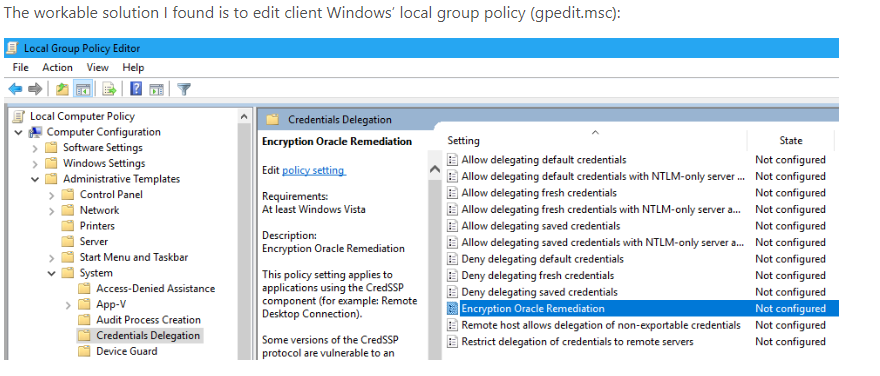 The workable solution I found is to edit client Windows' local group policy (gpedit.msc):
Local Group Policy Editor
File Action View Help
Local Computer Policy
Computer Configuration
Software Settings
Windows Settings
Administrative Templates
Control Panel
Network
Printers
Server
Start Menu and Taskbar
System
Access-Denied Assistance
App-V
Audit Process Creation
Credentials Delegation
Device Guard
Credentials Delegation
Encryption Oracle Remediation
Edit policy setting
Requirements:
At least Windows Vista
Description:
Encryption Oracle Remediation
This policy setting applies to
applications using the CredSSP
component (for example: Remote
Desktop Connection).
Some versions of the CredSSP
protocol are vulnerable to an
Setting State
Allow delegating default credentials Not configured
Allow delegating default credentials with NTLM-only server ... Not configured
Allow delegating fresh credentials Not configured
Allow delegating fresh credentials with NTLM-only server a... Not configured
Allow delegating saved credentials Not configured
Allow delegating saved credentials with NTLM-only server a... Not configured
Deny delegating default credentials Not configured
Deny delegating fresh credentials Not configured
Deny delegating saved credentials Not configured
Encryption Oracle Remediation Not configured
Remote host allows delegation of non-exportable credentials Not configured
Restrict delegation of credentials to remote servers Not configured